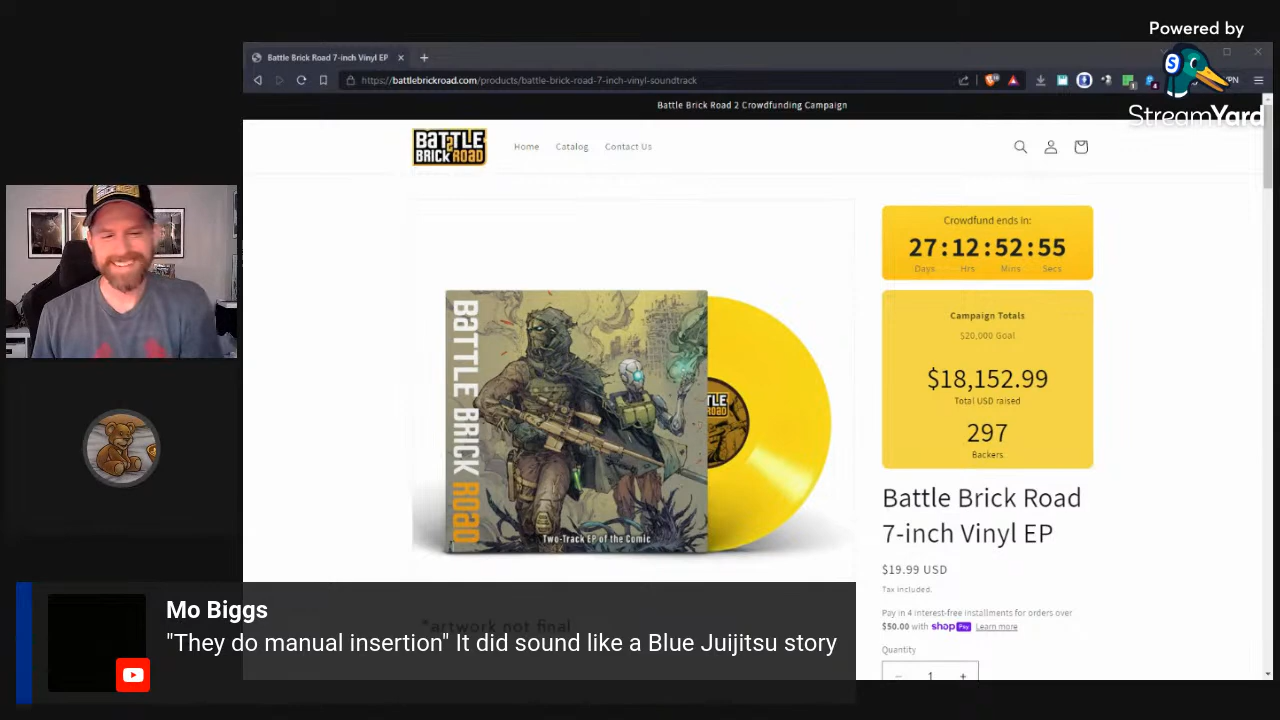 Powered by
StreamYard
Battle Brick Road 7-inch Vinyl EP
https://battlebrickroad.com/products/battle-brick-road-7-inch-vinyl-soundtrack
VPN
Battle Brick Road 2 Crowdfunding Campaign
BATTLE
BRICK ROAD
Home
Catalog
Contact Us
Crowdfund ends in:
27:12:52:55
Days Hrs Mins Secs
Campaign Totals
$20,000 Goal
$18,152.99
Total USD raised
297
Backers
BATTLE BRICK ROAD
Two-Track EP of the Comic
Battle Brick Road
7-inch Vinyl EP
$19.99 USD
Tax included.
Pay in 4 interest-free installments for orders over
$50.00 with shop Pay Learn more
Quantity
1
*artwork not final
Mo Biggs
"They do manual insertion" It did sound like a Blue Juijitsu story